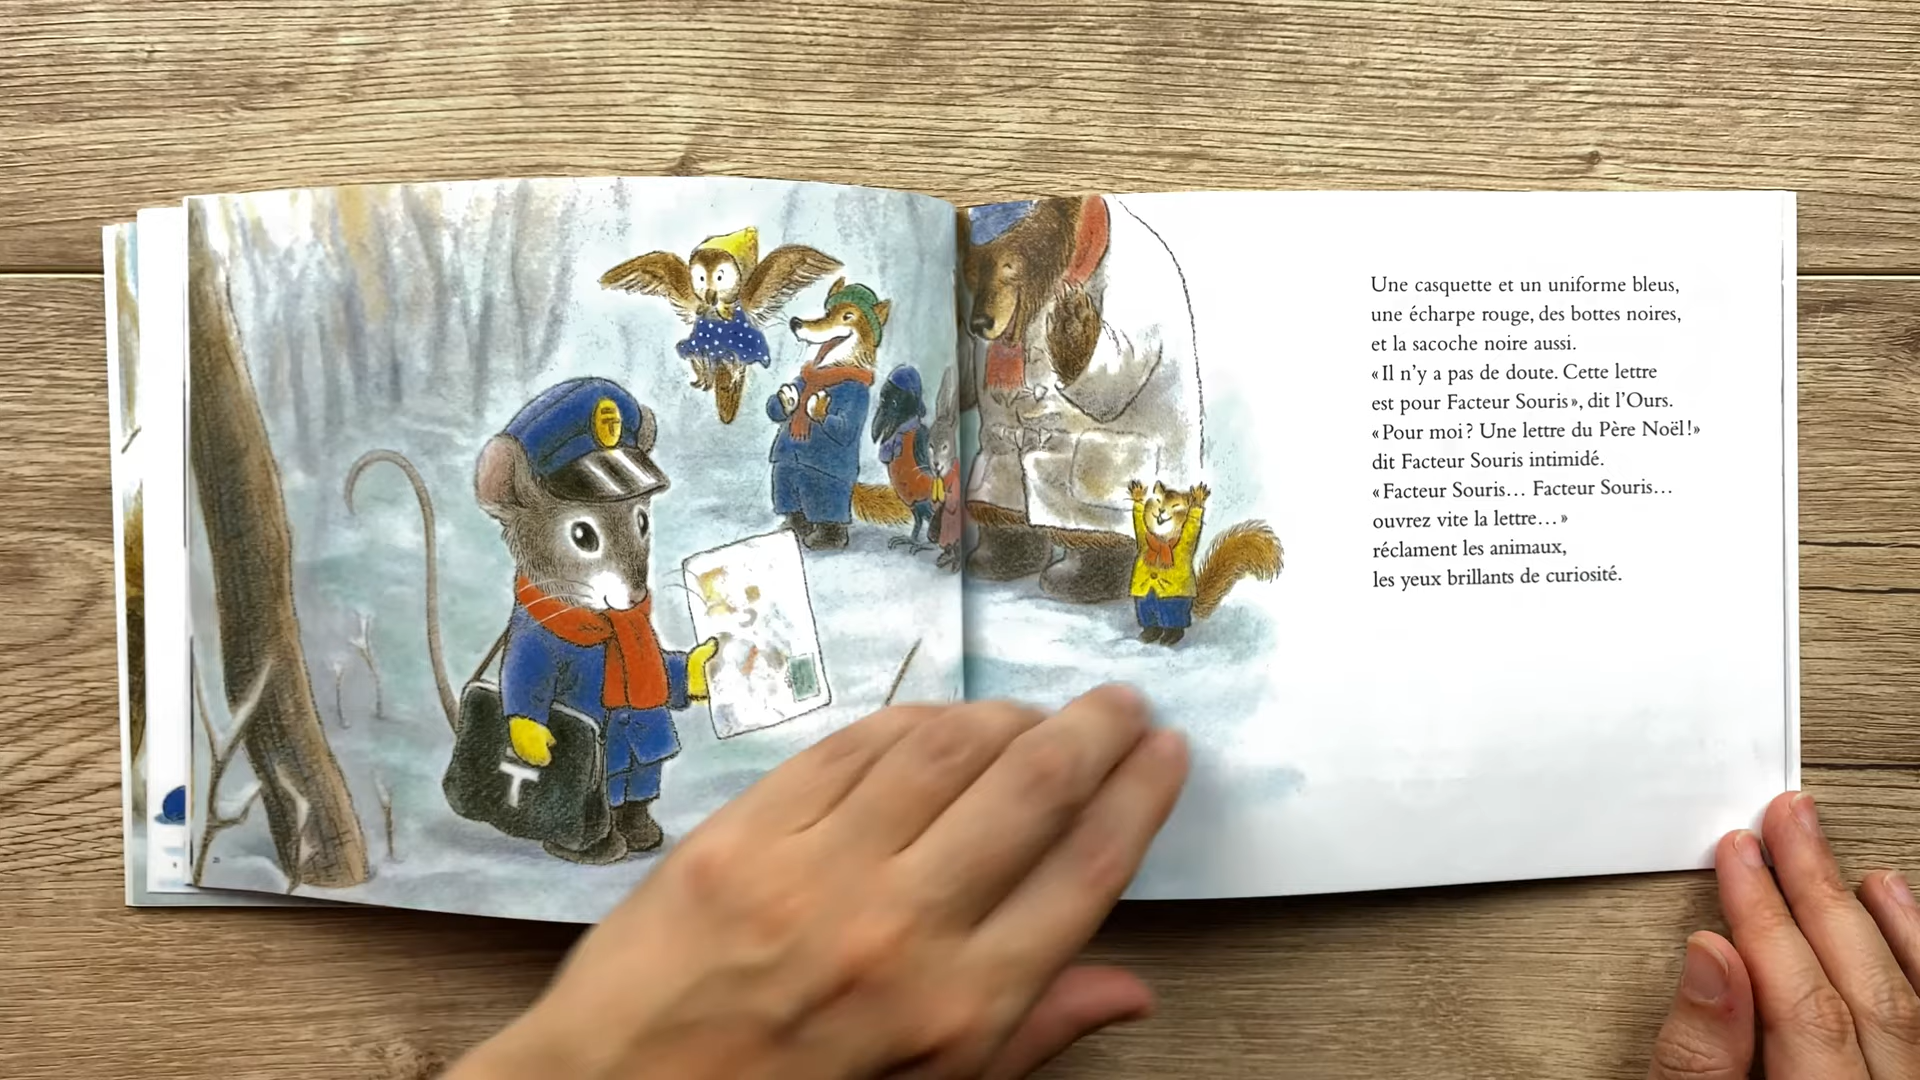 T
T
Une casquette et un uniforme bleus,
une écharpe rouge, des bottes noires,
et la sacoche noire aussi.
« Il n’y a pas de doute. Cette lettre
est pour Facteur Souris », dit l’Ours.
« Pour moi ? Une lettre du Père Noël ! »
dit Facteur Souris intimidé.
« Facteur Souris… Facteur Souris…
ouvrez vite la lettre… »
réclament les animaux,
les yeux brillants de curiosité.